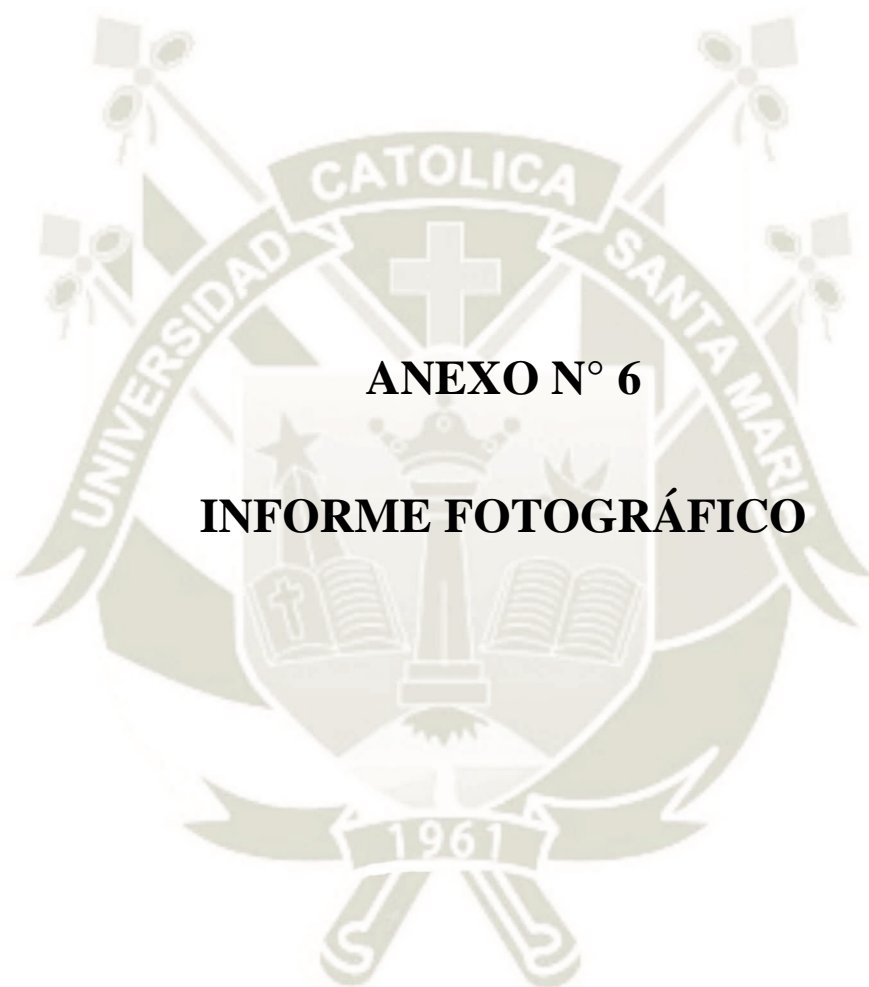 CATOLICA
UNIVERSIDAD
SANTA MARIA
ANEXO N° 6
INFORME FOTOGRÁFICO
1961